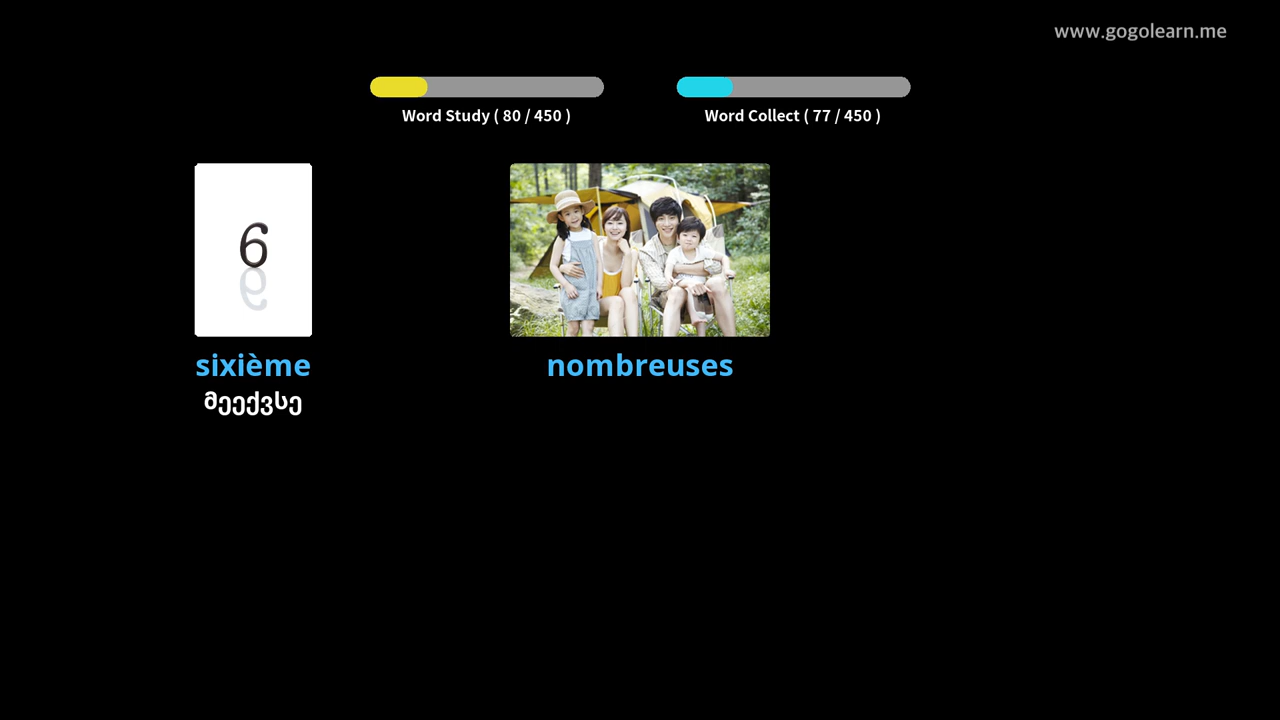 www.gogolearn.me
Word Study ( 80 / 450 )
Word Collect ( 77 / 450 )
6
sixième
nombreuses
მეექვსე